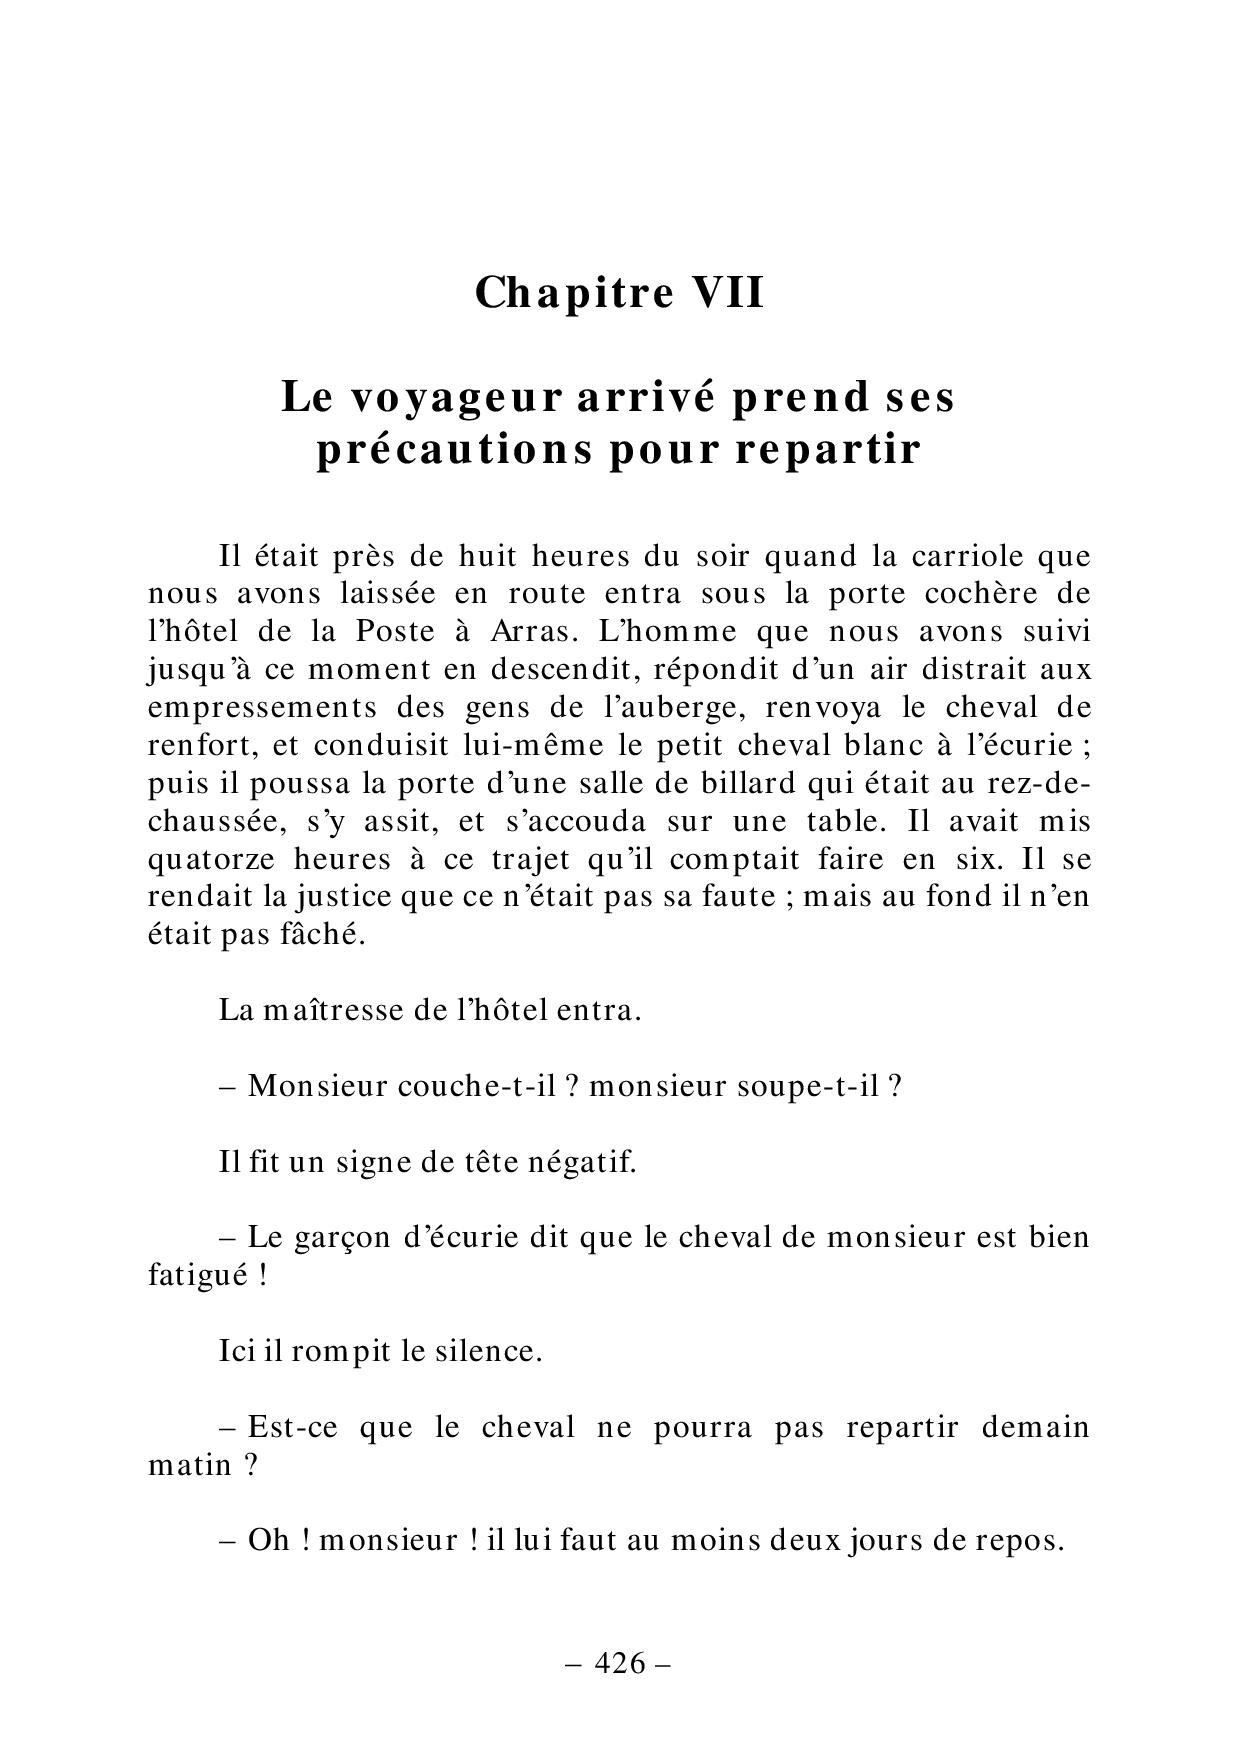 Chapitre VII
Le voyageur arrivé prend ses
précautions pour repartir
Il était près de huit heures du soir quand la carriole que
nous avons laissée en route entra sous la porte cochère de
l’hôtel de la Poste à Arras. L’homme que nous avons suivi
jusqu’à ce moment en descendit, répondit d’un air distrait aux
empressements des gens de l’auberge, renvoya le cheval de
renfort, et conduisit lui-même le petit cheval blanc à l’écurie ;
puis il poussa la porte d’une salle de billard qui était au rez-de-
chaussée, s’y assit, et s’accouda sur une table. Il avait mis
quatorze heures à ce trajet qu’il comptait faire en six. Il se
rendait la justice que ce n’était pas sa faute ; mais au fond il n’en
était pas fâché.
La maîtresse de l’hôtel entra.
– Monsieur couche-t-il ? monsieur soupe-t-il ?
Il fit un signe de tête négatif.
– Le garçon d’écurie dit que le cheval de monsieur est bien
fatigué !
Ici il rompit le silence.
– Est-ce que le cheval ne pourra pas repartir demain
matin ?
– Oh ! monsieur ! il lui faut au moins deux jours de repos.
– 426 –